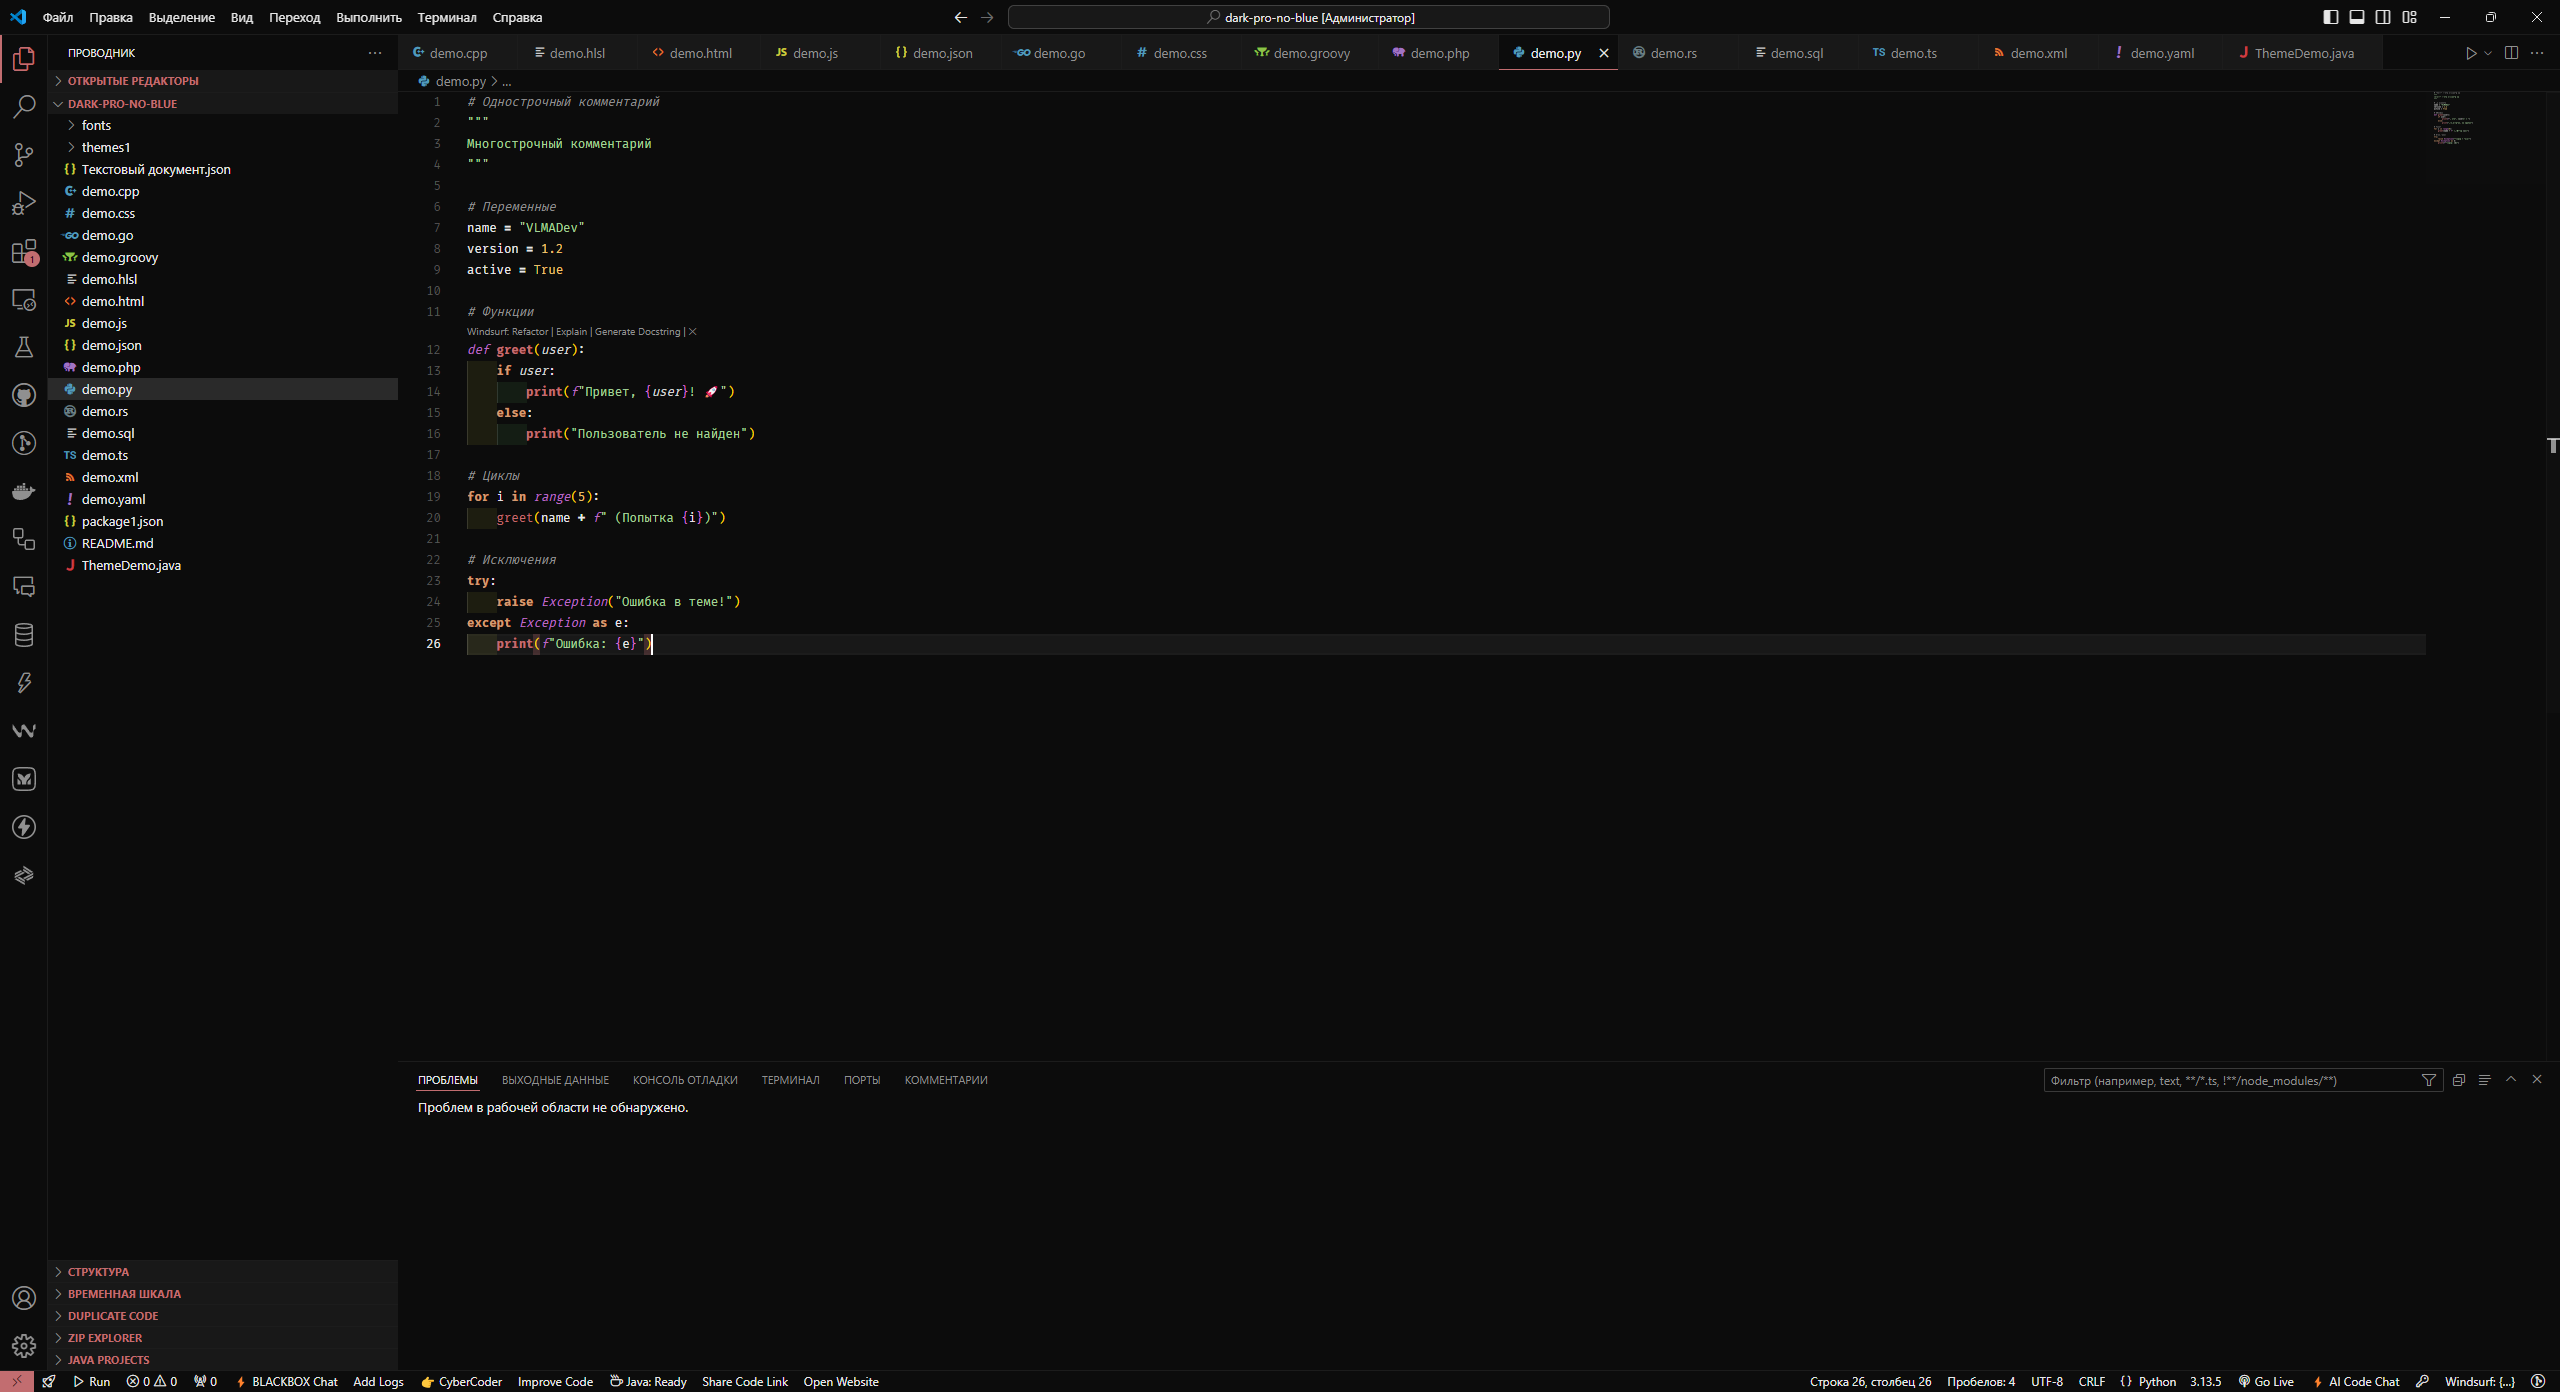 Файл Правка Выделение Вид Переход Выполнить Терминал Справка
dark-pro-no-blue [Администратор]
ПРОВОДНИК
ОТКРЫТЫЕ РЕДАКТОРЫ
DARK-PRO-NO-BLUE
fonts
themes1
Текстовый документ.json
demo.cpp
demo.css
demo.go
demo.groovy
demo.hlsl
demo.html
demo.js
demo.json
demo.php
demo.py
demo.rs
demo.sql
demo.ts
demo.xml
demo.yaml
package1.json
README.md
ThemeDemo.java
СТРУКТУРА
ВРЕМЕННАЯ ШКАЛА
DUPLICATE CODE
ZIP EXPLORER
JAVA PROJECTS
demo.cpp demo.hlsl demo.html demo.js demo.json demo.go demo.css demo.groovy demo.php demo.py demo.rs demo.sql demo.ts demo.xml demo.yaml ThemeDemo.java
demo.py > ...
1 # Однострочный комментарий
2 """
3 Многострочный комментарий
4 """
5
6 # Переменные
7 name = "VLMADev"
8 version = 1.2
9 active = True
10
11 # Функции
Windsurf: Refactor | Explain | Generate Docstring | ×
12 def greet(user):
13 if user:
14 print(f"Привет, {user}! 🚀")
15 else:
16 print("Пользователь не найден")
17
18 # Циклы
19 for i in range(5):
20 greet(name + f" (Попытка {i})")
21
22 # Исключения
23 try:
24 raise Exception("Ошибка в теме!")
25 except Exception as e:
26 print(f"Ошибка: {e}")
ПРОБЛЕМЫ ВЫХОДНЫЕ ДАННЫЕ КОНСОЛЬ ОТЛАДКИ ТЕРМИНАЛ ПОРТЫ КОММЕНТАРИИ
Фильтр (например, text, **/*.ts, !**/node_modules/**)
Проблем в рабочей области не обнаружено.
Run 0 0 0 BLACKBOX Chat Add Logs 👉 CyberCoder Improve Code Java: Ready Share Code Link Open Website
Строка 26, столбец 26 Пробелов: 4 UTF-8 CRLF {} Python 3.13.5 Go Live AI Code Chat Windsurf: {...}